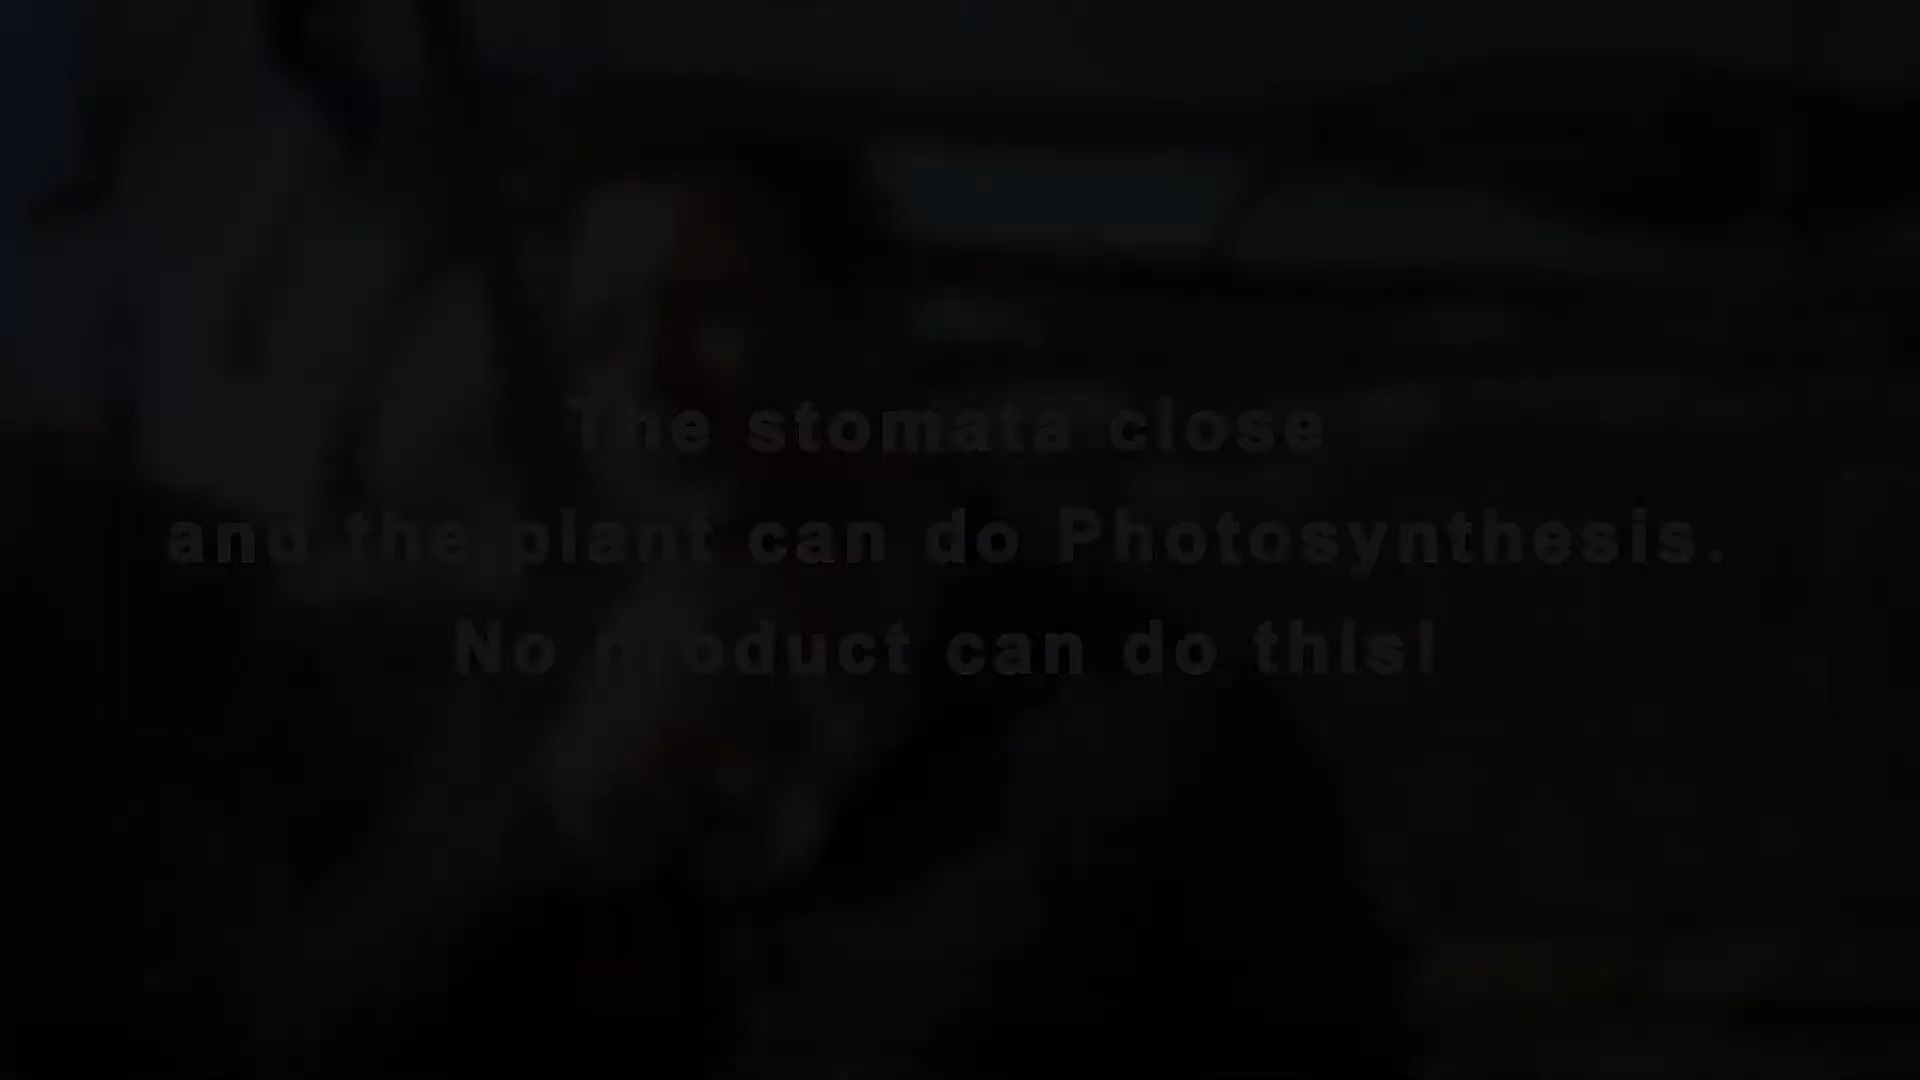 The stomata close
and the plant can do Photosynthesis.
No product can do this!